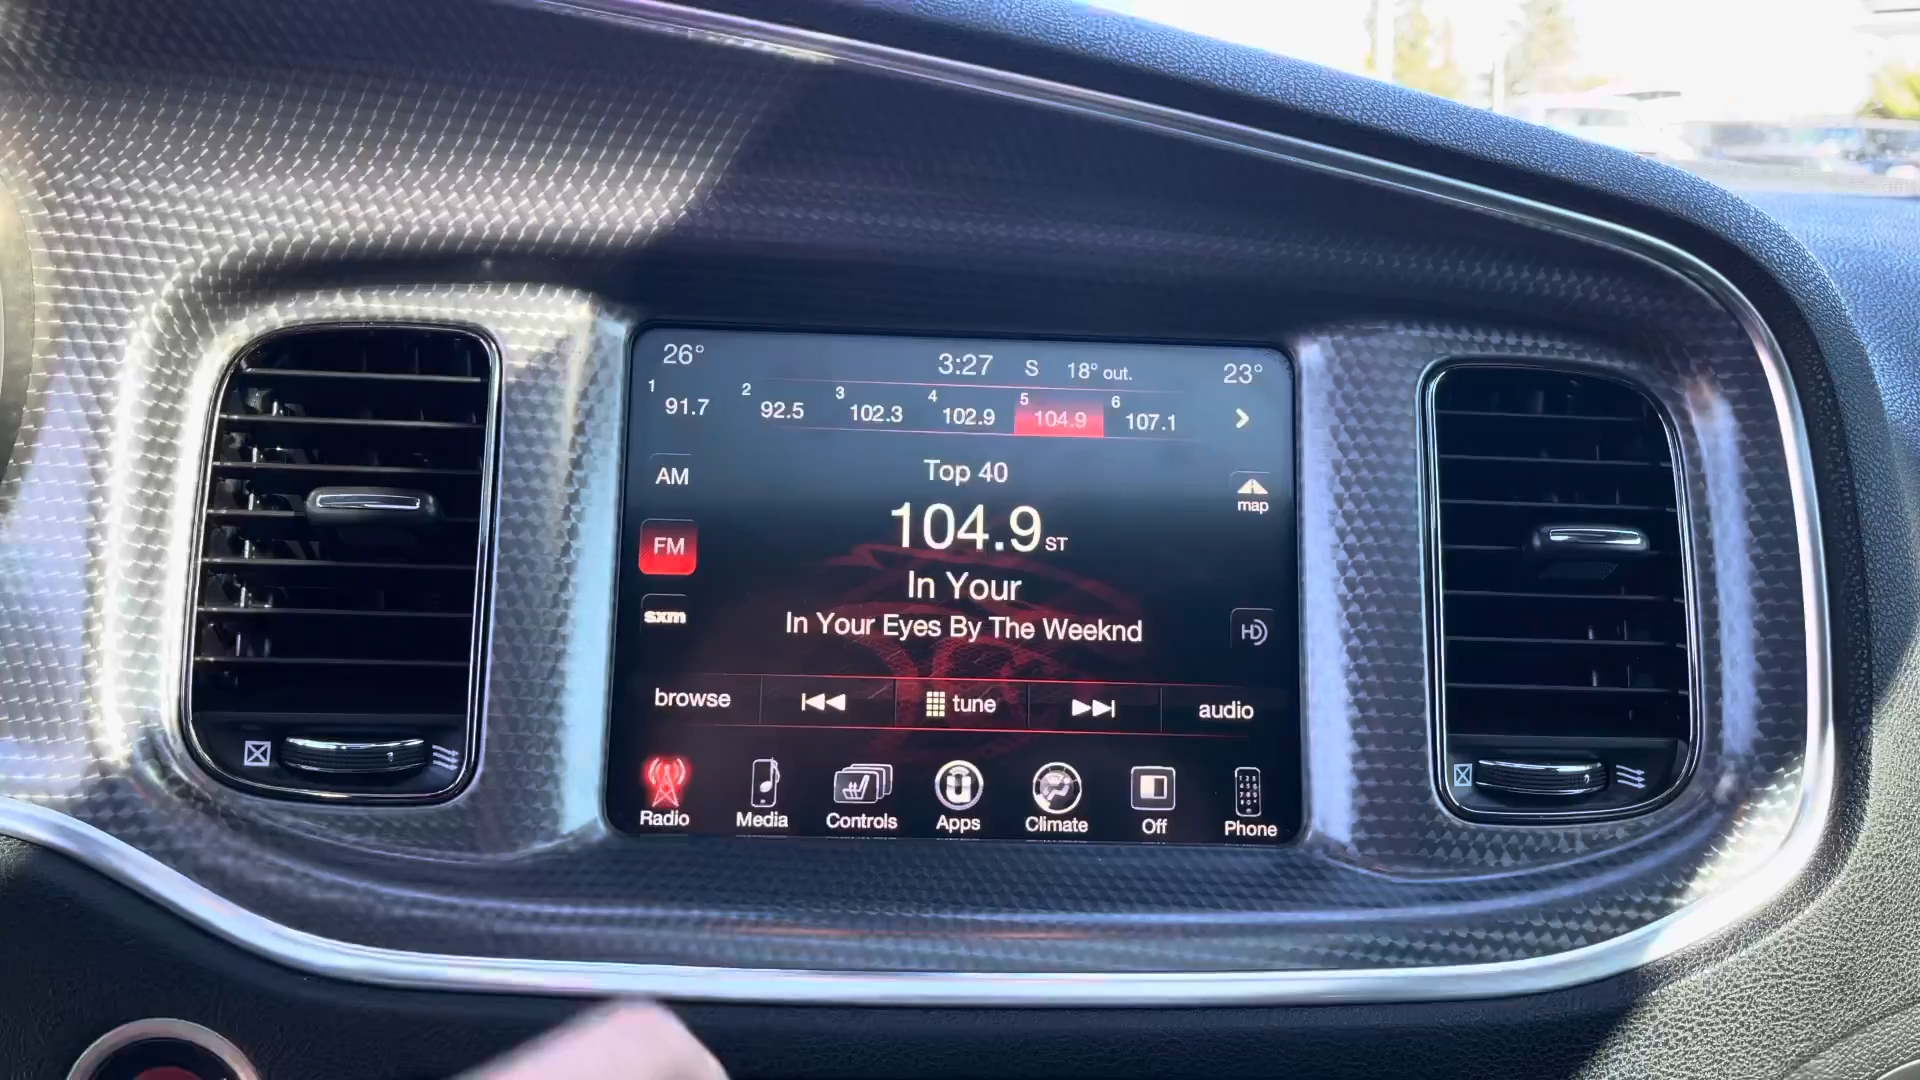 26° 3:27 S 18° out. 23°
1 91.7 2 92.5 3 102.3 4 102.9 5 104.9 6 107.1
AM
Top 40
map
104.9 ST
FM
In Your
In Your Eyes By The Weeknd
sxm
HD
browse tune audio
Radio Media Controls Apps Climate Off Phone